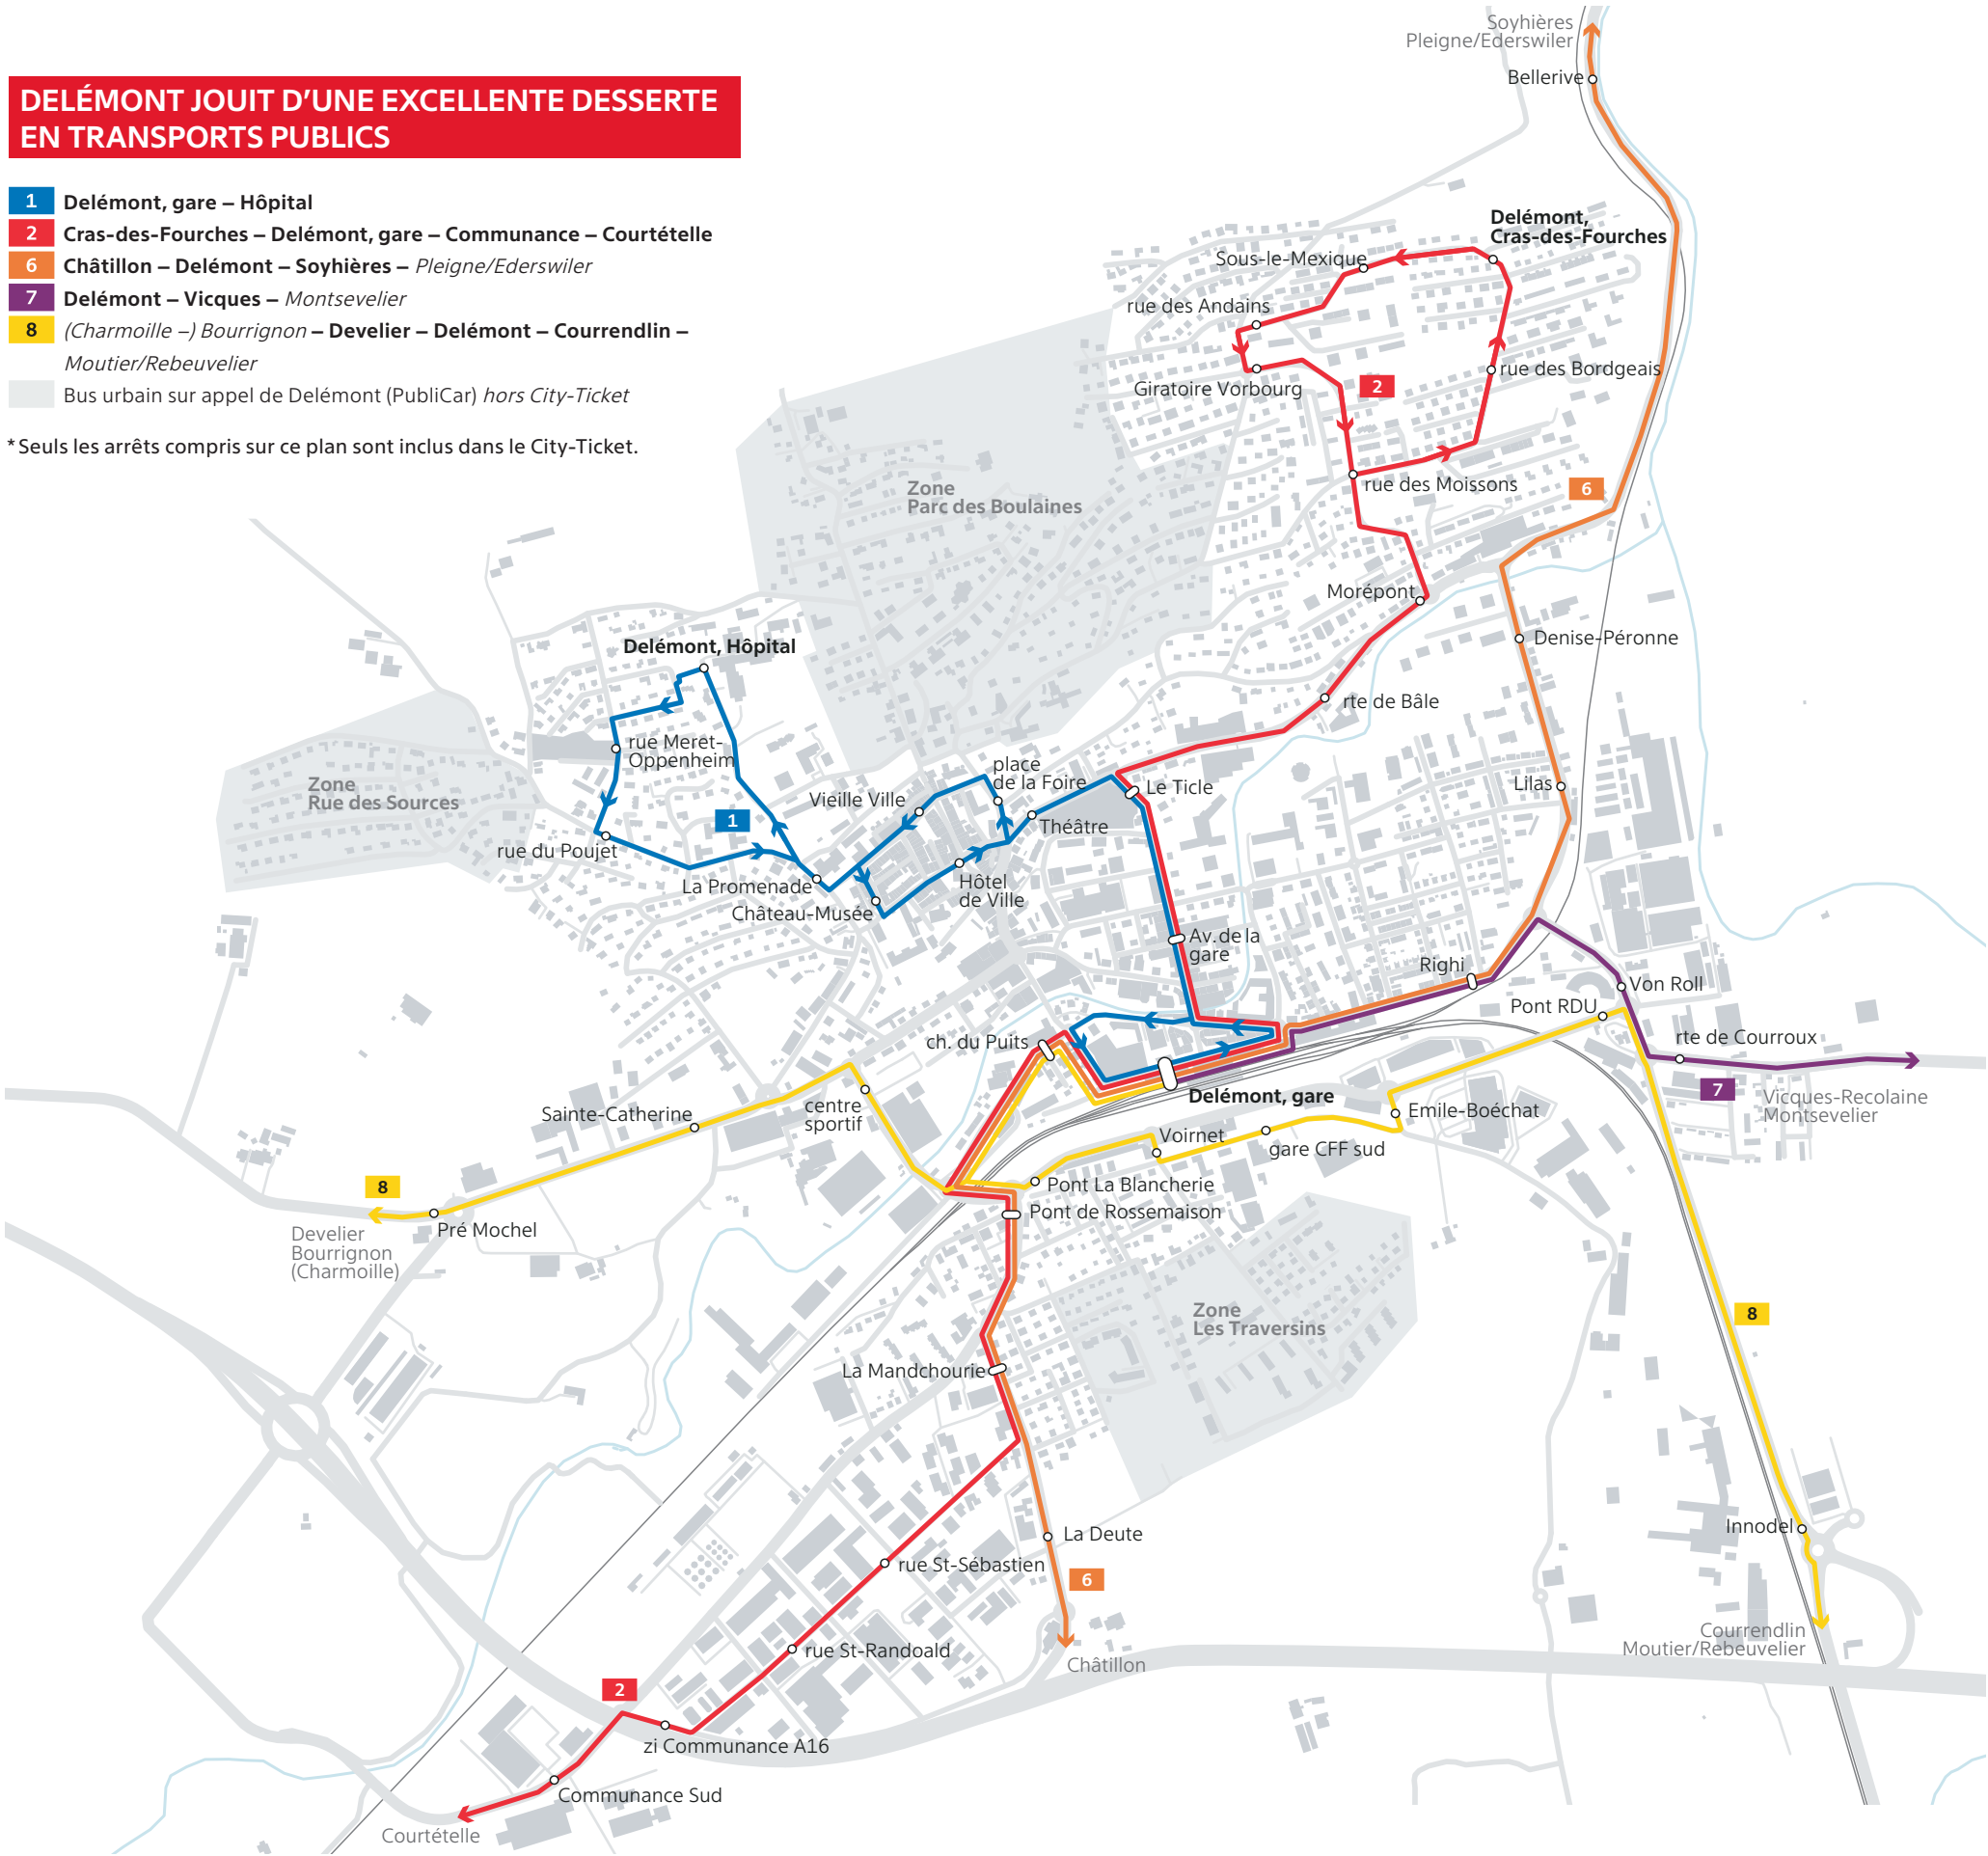 DELÉMONT JOUIT D'UNE EXCELLENTE DESSERTE
EN TRANSPORTS PUBLICS
1 Delémont, gare – Hôpital
2 Cras-des-Fourches – Delémont, gare – Communance – Courtételle
6 Châtillon – Delémont – Soyhières – Pleigne/Ederswiler
7 Delémont – Vicques – Montsevelier
8 (Charmoille –) Bourrignon – Develier – Delémont – Courrendlin –
Moutier/Rebeuvelier
Bus urbain sur appel de Delémont (PubliCar) hors City-Ticket
* Seuls les arrêts compris sur ce plan sont inclus dans le City-Ticket.
Soyhières
Pleigne/Ederswiler
Bellerive
Delémont,
Cras-des-Fourches
Sous-le-Mexique
rue des Andains
Giratoire Vorbourg
2
rue des Bordgeais
rue des Moissons
6
Zone
Parc des Boulaines
Morépont
Denise-Péronne
Delémont, Hôpital
rte de Bâle
rue Meret-
Oppenheim
Zone
Rue des Sources
1
rue du Poujet
Vieille Ville
place
de la Foire
Le Ticle
Théâtre
Lilas
La Promenade
Château-Musée
Hôtel
de Ville
Av. de la
gare
Righi
Von Roll
Pont RDU
rte de Courroux
ch. du Puits
7
Vicques-Recolaine
Montsevelier
Delémont, gare
Emile-Boéchat
centre
sportif
Sainte-Catherine
Voirnet
gare CFF sud
8
Pont La Blancherie
Pont de Rossemaison
Pré Mochel
Develier
Bourrignon
(Charmoille)
Zone
Les Traversins
8
La Mandchourie
La Deute
Innodel
rue St-Sébastien
6
Courrendlin
Moutier/Rebeuvelier
rue St-Randoald
Châtillon
2
zi Communance A16
Communance Sud
Courtételle